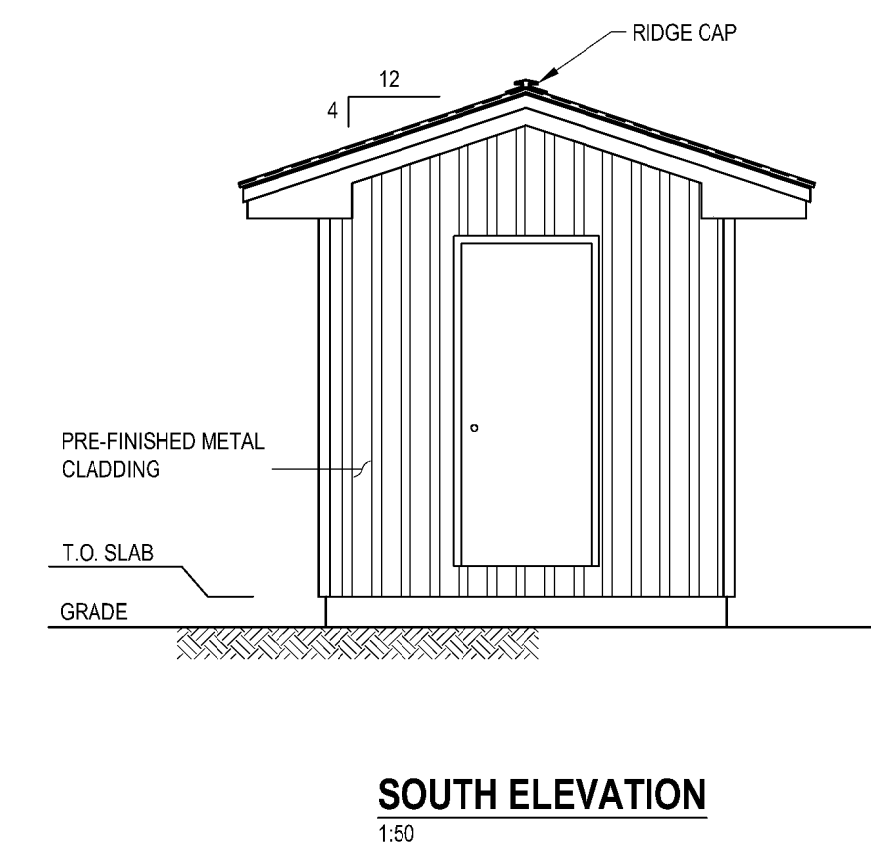 RIDGE CAP
12
4
PRE-FINISHED METAL
CLADDING
T.O. SLAB
GRADE
SOUTH ELEVATION
1:50